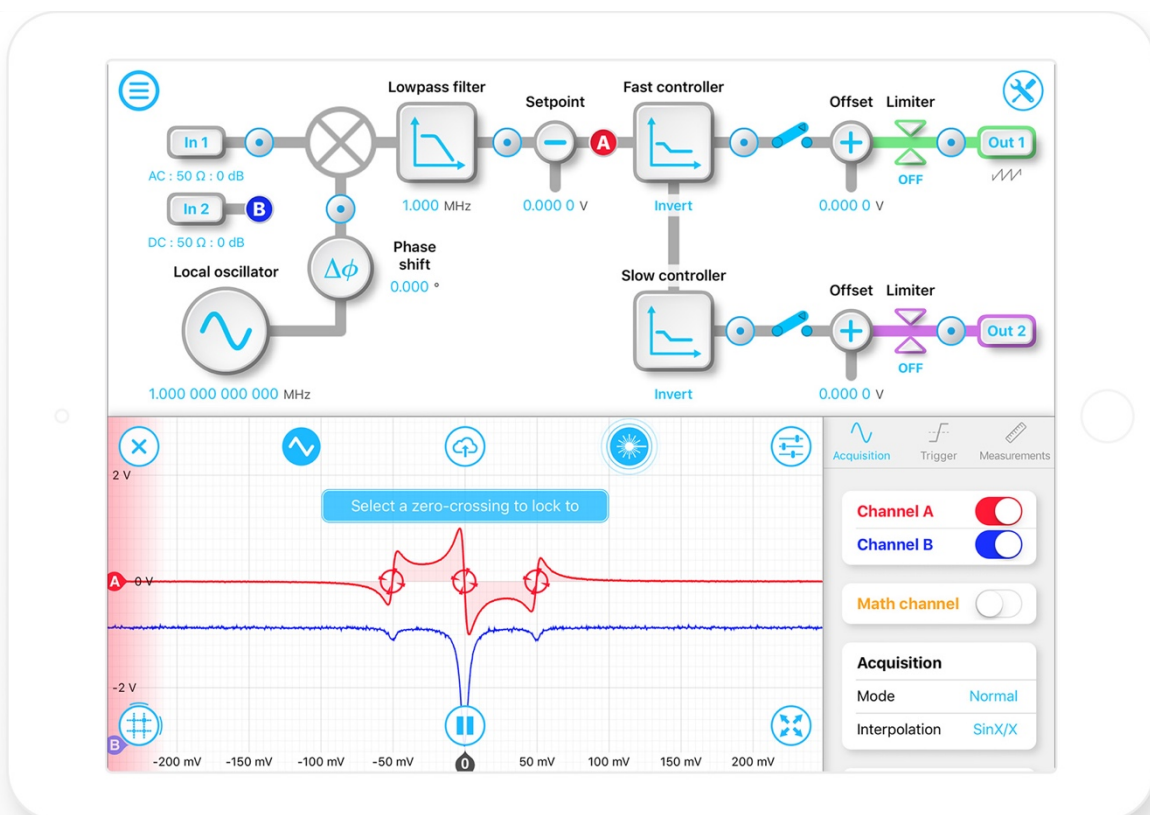 Lowpass filter
Fast controller
Setpoint
Offset
Limiter
In 1
A
Out 1
AC : 50 Ω : 0 dB
OFF
1.000 MHz
0.000 0 V
Invert
0.000 0 V
In 2
B
DC : 50 Ω : 0 dB
Phase
shift
0.000 °
Local oscillator
Δϕ
Slow controller
Offset
Limiter
Out 2
OFF
1.000 000 000 000 MHz
Invert
0.000 0 V
Acquisition
Trigger
Measurements
2 V
Select a zero-crossing to lock to
Channel A
Channel B
A
0 V
Math channel
Acquisition
-2 V
Mode
Normal
Interpolation
SinX/X
B
-200 mV
-150 mV
-100 mV
-50 mV
0
50 mV
100 mV
150 mV
200 mV